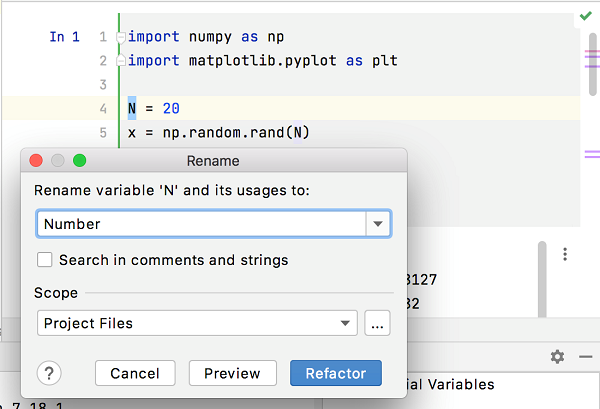 In 1
1 import numpy as np
2 import matplotlib.pyplot as plt
3
4 N = 20
5 x = np.random.rand(N)
Rename
Rename variable 'N' and its usages to:
Number
Search in comments and strings
Scope
Project Files
...
? Cancel Preview Refactor
3127
32
ial Variables
7.18.1